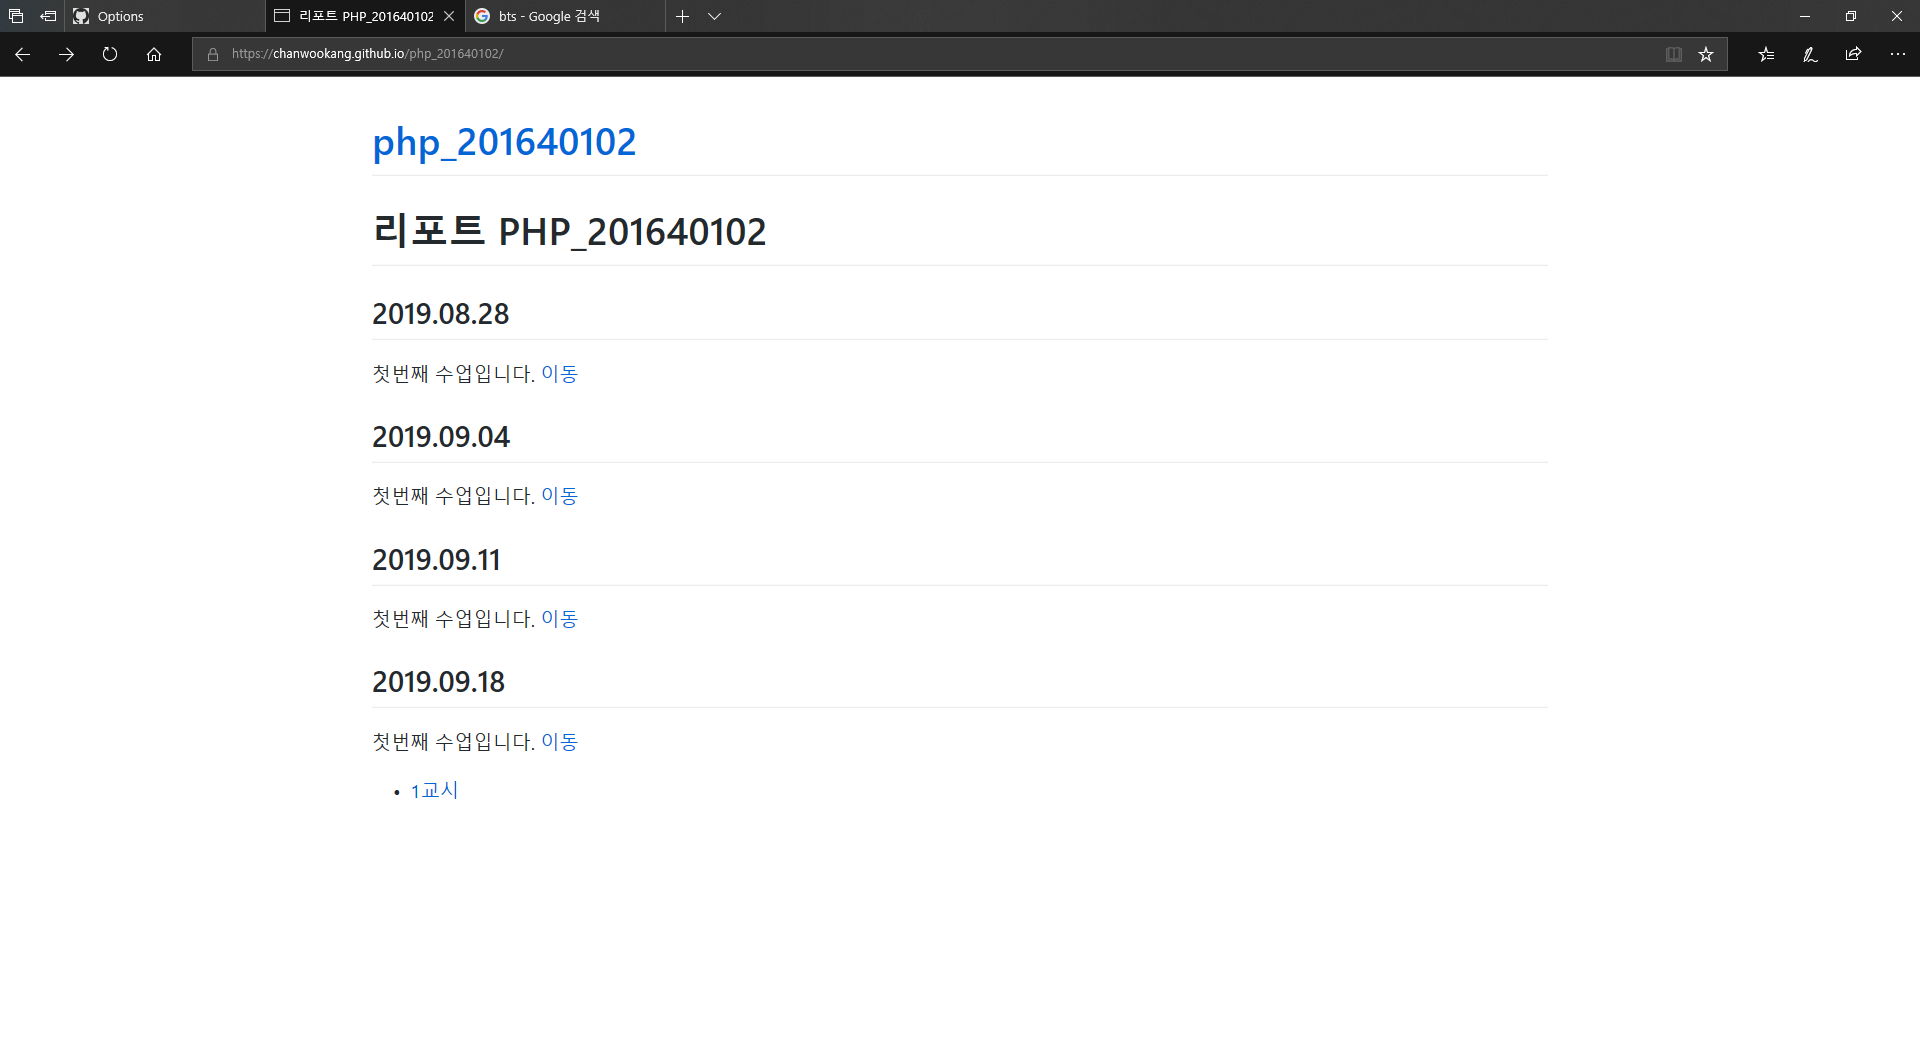 Options
리포트 PHP_201640102
bts - Google 검색
https://chanwookang.github.io/php_201640102/
php_201640102
리포트 PHP_201640102
2019.08.28
첫번째 수업입니다. 이동
2019.09.04
첫번째 수업입니다. 이동
2019.09.11
첫번째 수업입니다. 이동
2019.09.18
첫번째 수업입니다. 이동
• 1교시